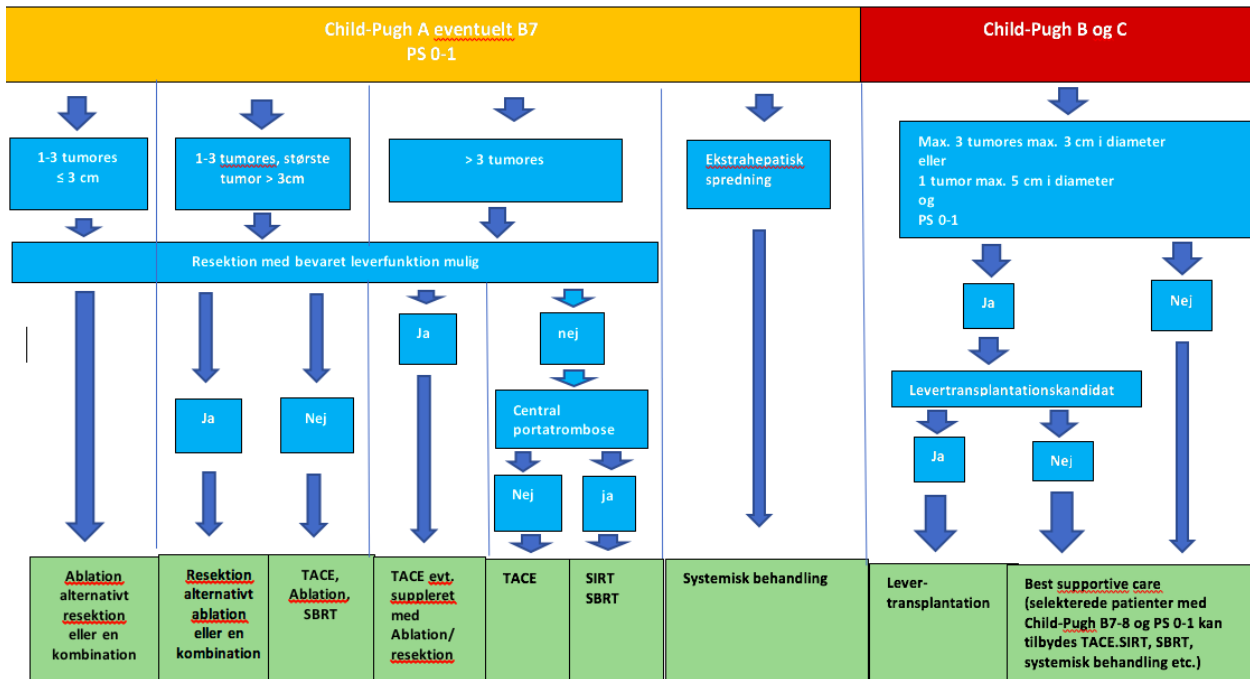 Child-Pugh A eventuelt B7
PS 0-1
Child-Pugh B og C
1-3 tumores
≤ 3 cm
1-3 tumores, største
tumor > 3cm
> 3 tumores
Ekstrahepatisk
spredning
Max. 3 tumores max. 3 cm i diameter
eller
1 tumor max. 5 cm i diameter
og
PS 0-1
Resektion med bevaret leverfunktion mulig
Ja
nej
Ja
Nej
Central
portatrombose
Nej
ja
Ja
Nej
Levertransplantationskandidat
Ja
Nej
Ablation
alternativt
resektion
eller en
kombination
Resektion
alternativt
ablation
eller en
kombination
TACE,
Ablation,
SBRT
TACE evt.
suppleret
med
Ablation/
resektion
TACE
SIRT
SBRT
Systemisk behandling
Lever-
transplantation
Best supportive care
(selekterede patienter med
Child-Pugh B7-8 og PS 0-1 kan
tilbydes TACE.SIRT, SBRT,
systemisk behandling etc.)